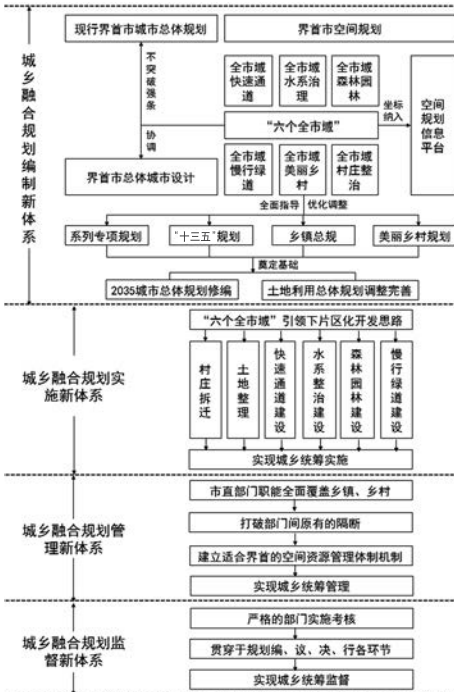 城乡融合规划编制新体系
现行界首市城市总体规划
界首市空间规划
不突破强条
全市域
快速通
道
全市域
水系治
理
全市域
森林园
林
“六个全市域”
坐标
纳入
空间
规划
信息
平台
协调
界首市总体城市设计
全市域
慢行绿
道
全市域
美丽乡
村
全市域
村庄整
治
全面指导
优化调整
系列专项规划
“十三五”规划
乡镇总规
美丽乡村规划
奠定基础
2035城市总体规划修编
土地利用总体规划调整完善
城乡融合规划实
施新体系
“六个全市域”引领下片区化开发思路
村庄拆迁
土地整理
快速通道建设
水系整治建设
森林园林建设
慢行绿道建设
实现城乡统筹实施
城乡融合规划管
理新体系
市直部门职能全面覆盖乡镇、乡村
打破部门间原有的隔断
建立适合界首的空间资源管理体制机制
实现城乡统筹管理
城乡融合规划监
督新体系
严格的部门实施考核
贯穿于规划编、议、决、行各环节
实现城乡统筹监督